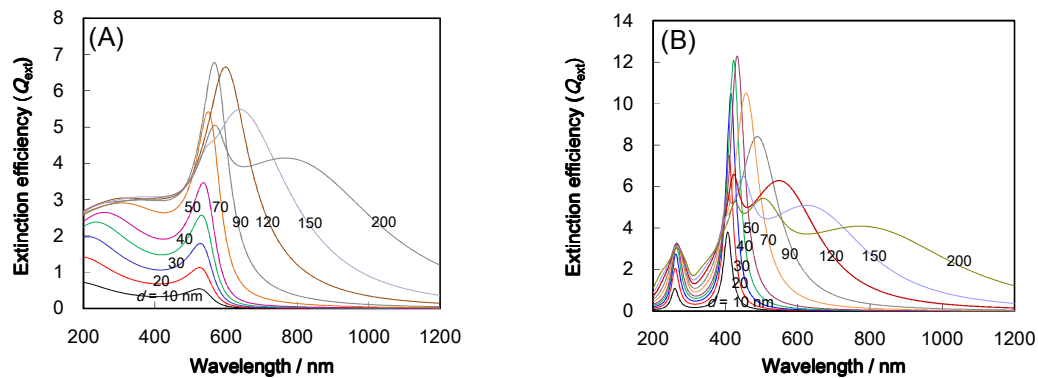 (A)
Extinction efficiency (Qext)
8
7
6
5
4
3
2
1
0
50 70
90 120 150 200
40
30
20
d = 10 nm
200 400 600 800 1000 1200
Wavelength / nm
(B)
Extinction efficiency (Qext)
14
12
10
8
6
4
2
0
50
40 70
90 120 150 200
30
20
d = 10 nm
200 400 600 800 1000 1200
Wavelength / nm